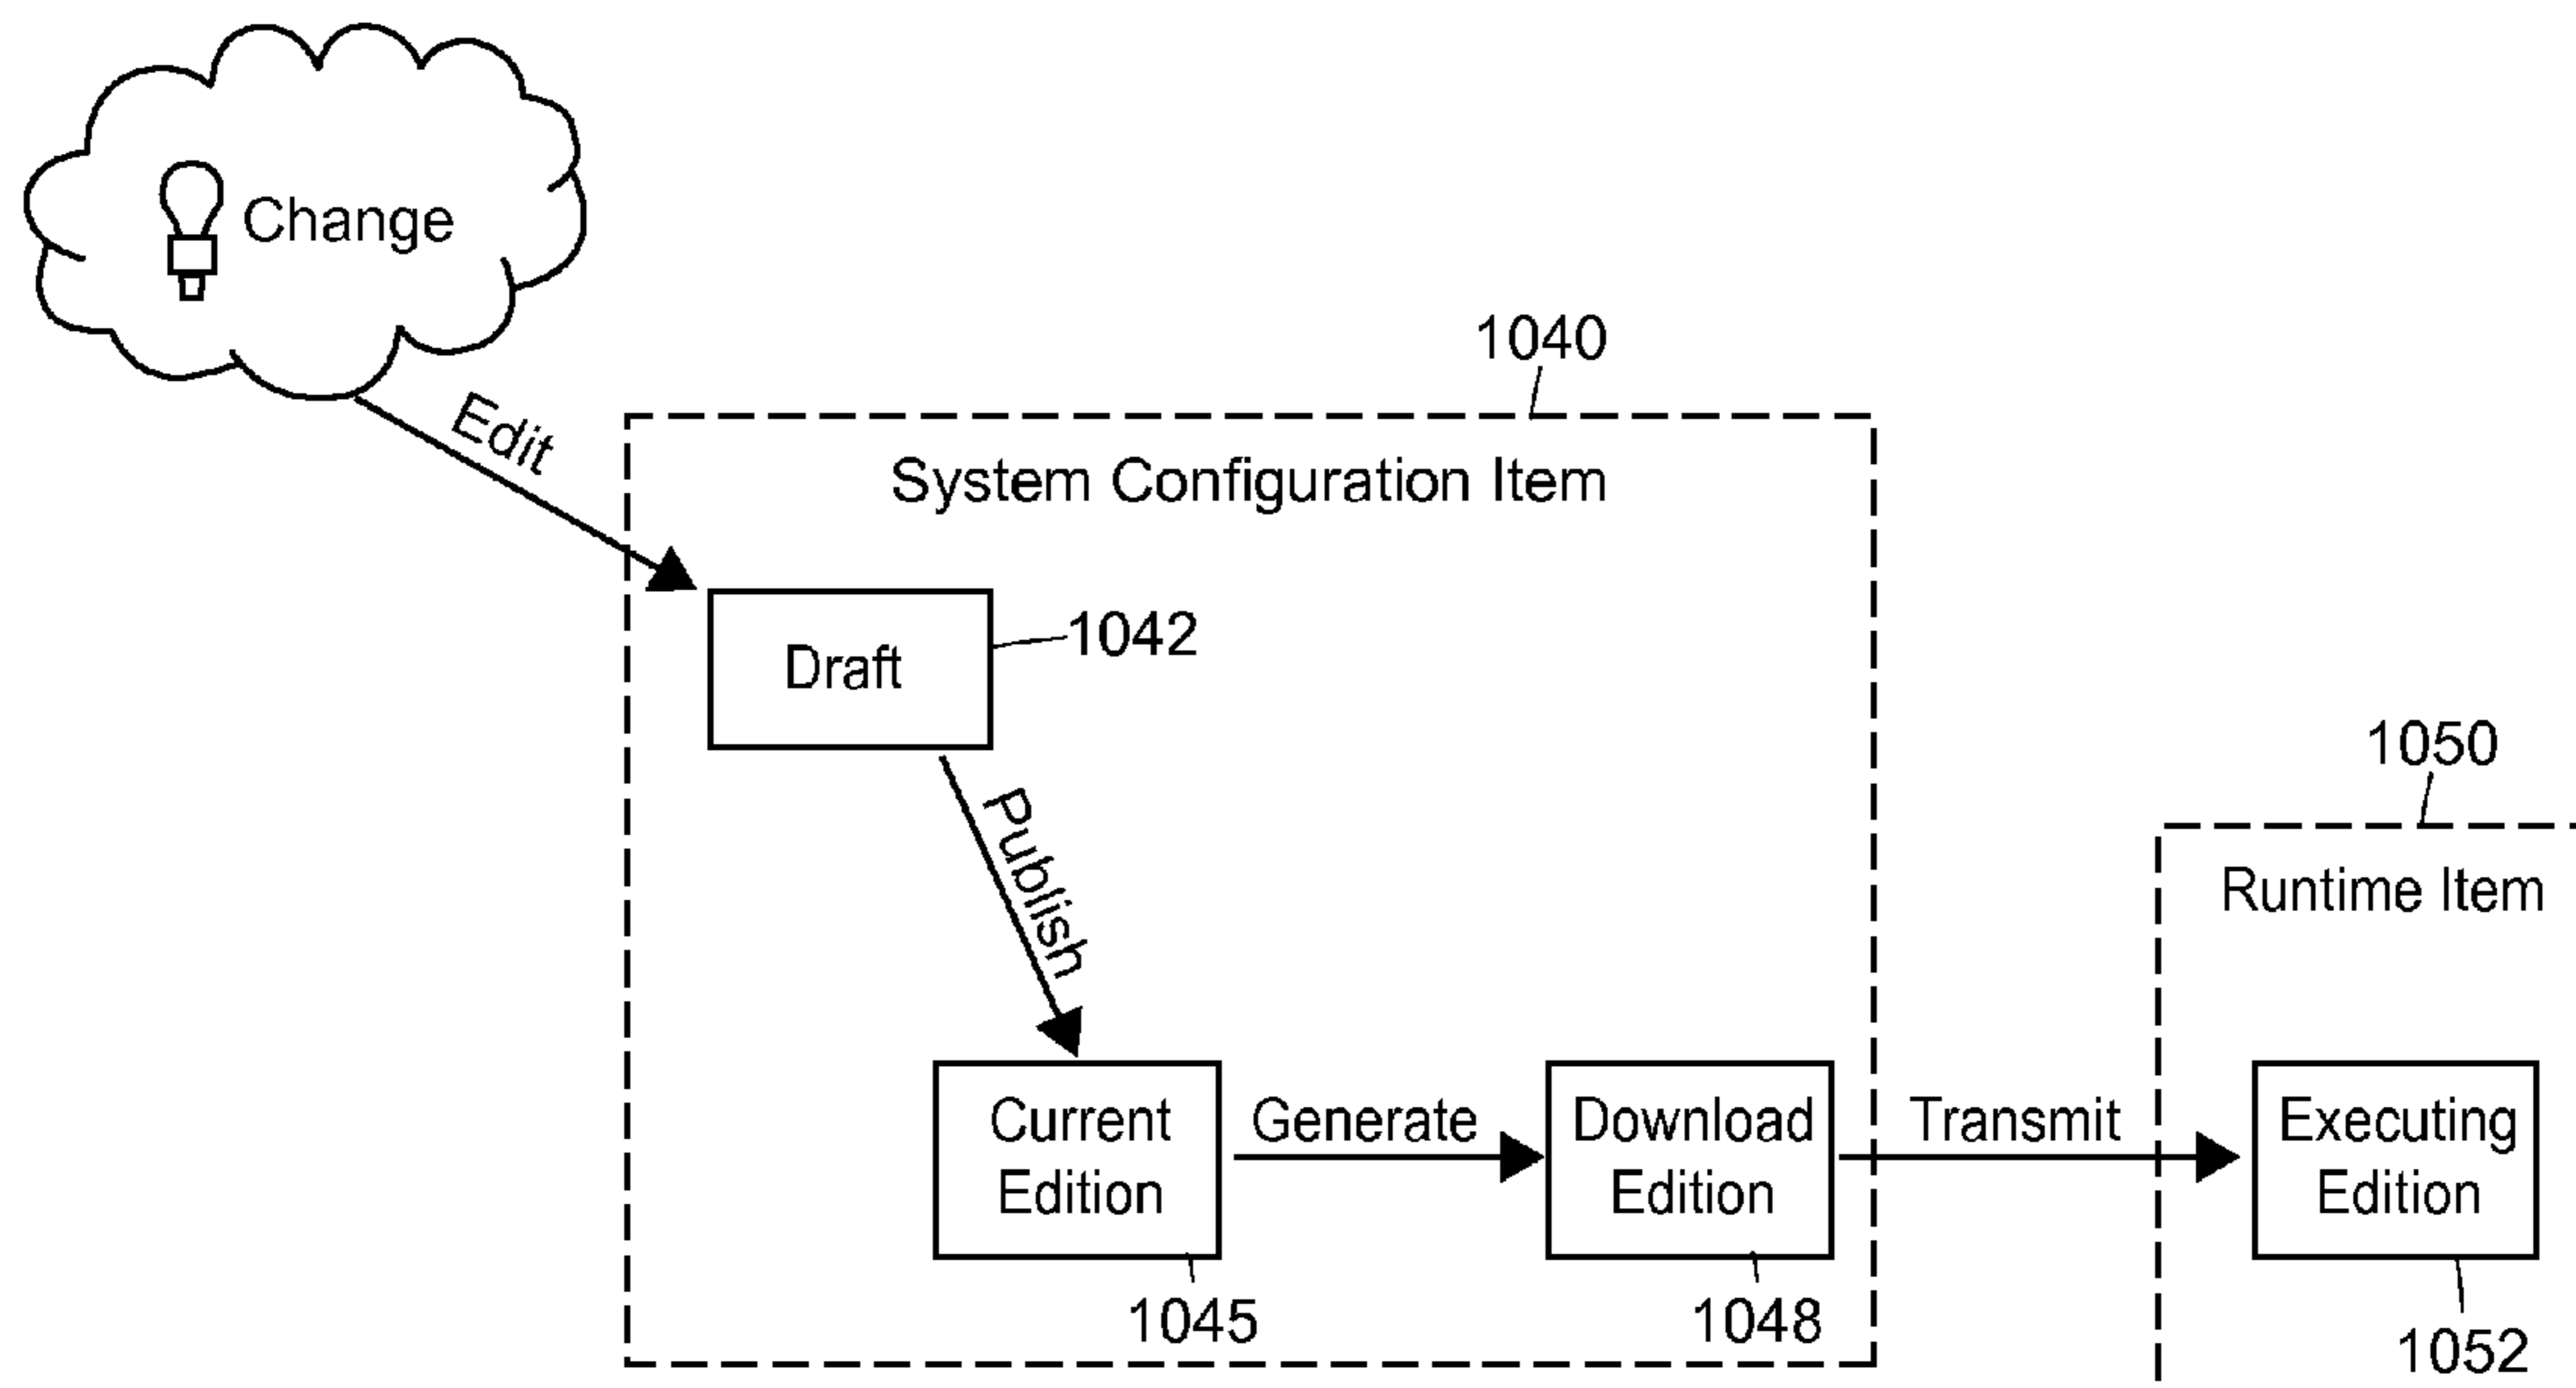 Change
Edit
1040
System Configuration Item
Draft
1042
Publish
1050
Runtime Item
Current
Edition
Generate
Download
Edition
Transmit
Executing
Edition
1045
1048
1052